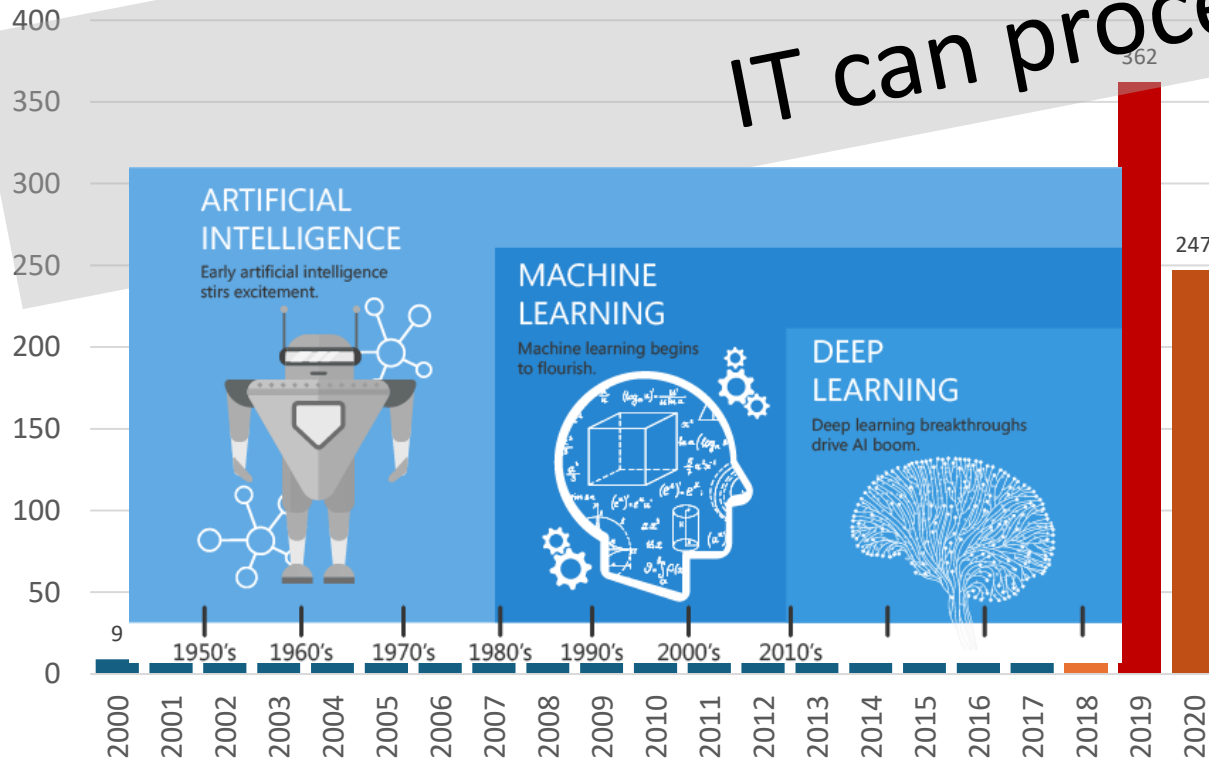 400
IT can proce
362
350
300
ARTIFICIAL
INTELLIGENCE
Early artificial intelligence
stirs excitement.
250
247
MACHINE
LEARNING
Machine learning begins
to flourish.
200
DEEP
LEARNING
Deep learning breakthroughs
drive AI boom.
150
100
50
9
0
1950's 1960's 1970's 1980's 1990's 2000's 2010's
2000 2001 2002 2003 2004 2005 2006 2007 2008 2009 2010 2011 2012 2013 2014 2015 2016 2017 2018 2019 2020